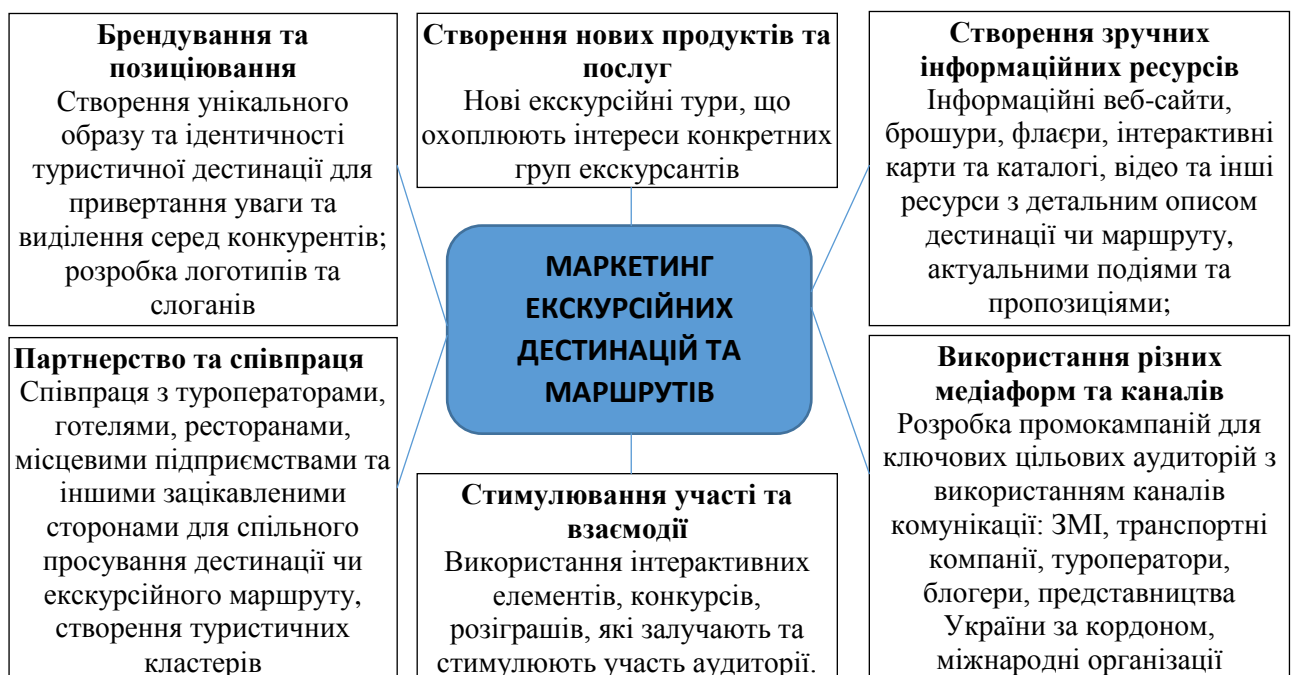 Брендування та
позиціювання
Створення унікального
образу та ідентичності
туристичної дестинації для
привертання уваги та
виділення серед конкурентів;
розробка логотипів та
слоганів
Створення нових продуктів та
послуг
Нові екскурсійні тури, що
охоплюють інтереси конкретних
груп екскурсантів
Створення зручних
інформаційних ресурсів
Інформаційні веб-сайти,
брошури, флаєри, інтерактивні
карти та каталогі, відео та інші
ресурси з детальним описом
дестинації чи маршруту,
актуальними подіями та
пропозиціями;
МАРКЕТИНГ
ЕКСКУРСІЙНИХ
ДЕСТИНАЦІЙ ТА
МАРШРУТІВ
Партнерство та співпраця
Співпраця з туроператорами,
готелями, ресторанами,
місцевими підприємствами та
іншими зацікавленими
сторонами для спільного
просування дестинації чи
екскурсійного маршруту,
створення туристичних
кластерів
Стимулювання участі та
взаємодії
Використання інтерактивних
елементів, конкурсів,
розіграшів, які залучають та
стимулюють участь аудиторії.
Використання різних
медіаформ та каналів
Розробка промокампаній для
ключових цільових аудиторій з
використанням каналів
комунікації: ЗМІ, транспортні
компанії, туроператори,
блогери, представництва
України за кордоном,
міжнародні організації